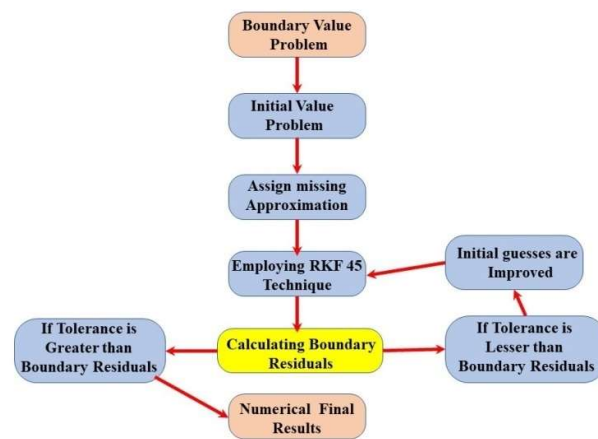 Boundary Value
Problem
Initial Value
Problem
Assign missing
Approximation
Employing RKF 45
Technique
Initial guesses are
Improved
If Tolerance is
Greater than
Boundary Residuals
Calculating Boundary
Residuals
If Tolerance is
Lesser than
Boundary Residuals
Numerical Final
Results